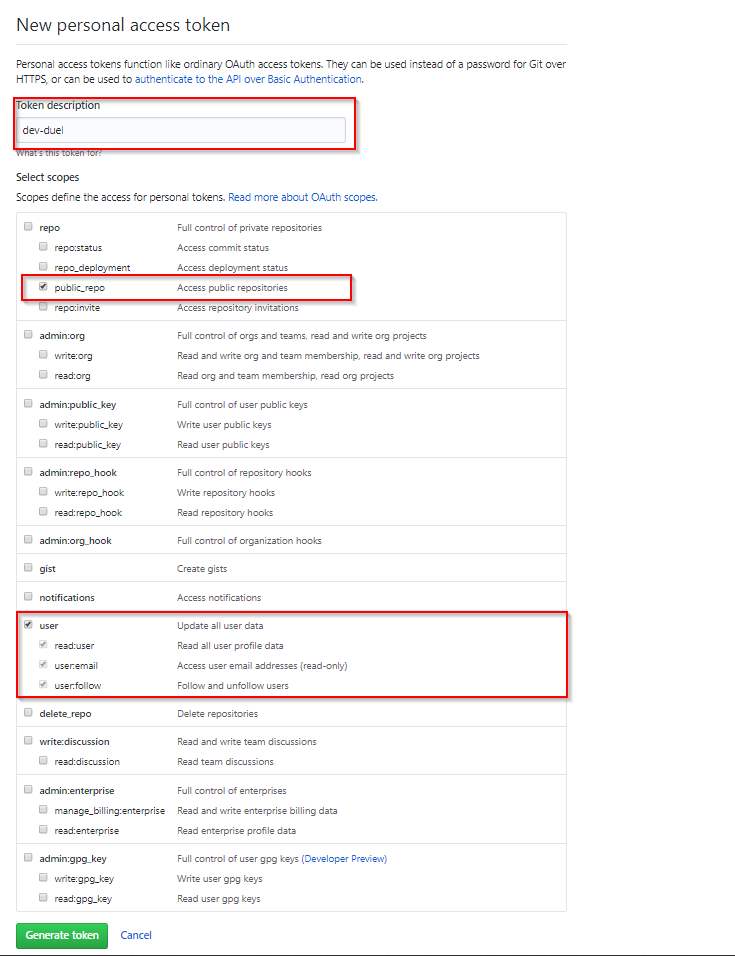 New personal access token
Personal access tokens function like ordinary OAuth access tokens. They can be used instead of a password for Git over
HTTPS, or can be used to authenticate to the API over Basic Authentication.
Token description
dev-duel
What's this token for?
Select scopes
Scopes define the access for personal tokens. Read more about OAuth scopes.
repo Full control of private repositories
repo:status Access commit status
repo_deployment Access deployment status
public_repo Access public repositories
repo:invite Access repository invitations
admin:org Full control of orgs and teams, read and write org projects
write:org Read and write org and team membership, read and write org projects
read:org Read org and team membership, read org projects
admin:public_key Full control of user public keys
write:public_key Write user public keys
read:public_key Read user public keys
admin:repo_hook Full control of repository hooks
write:repo_hook Write repository hooks
read:repo_hook Read repository hooks
admin:org_hook Full control of organization hooks
gist Create gists
notifications Access notifications
user Update all user data
read:user Read all user profile data
user:email Access user email addresses (read-only)
user:follow Follow and unfollow users
delete_repo Delete repositories
write:discussion Read and write team discussions
read:discussion Read team discussions
admin:enterprise Full control of enterprises
manage_billing:enterprise Read and write enterprise billing data
read:enterprise Read enterprise profile data
admin:gpg_key Full control of user gpg keys (Developer Preview)
write:gpg_key Write user gpg keys
read:gpg_key Read user gpg keys
Generate token Cancel